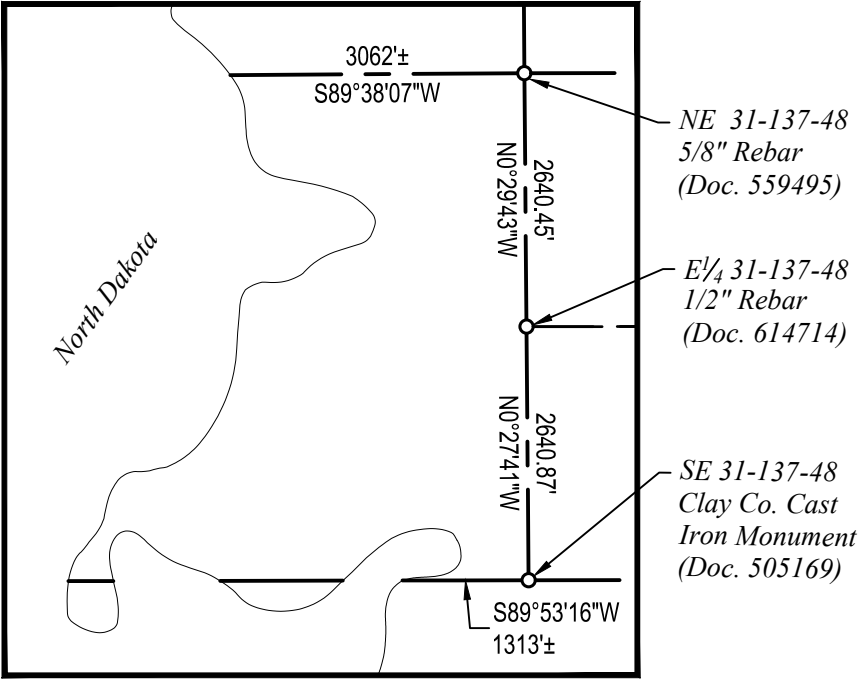 3062'±
S89°38'07"W
NE 31-137-48
5/8" Rebar
(Doc. 559495)
2640.45'
N0°29'43"W
North Dakota
E1/4 31-137-48
1/2" Rebar
(Doc. 614714)
2640.87'
N0°27'41"W
SE 31-137-48
Clay Co. Cast
Iron Monument
(Doc. 505169)
S89°53'16"W
1313'±